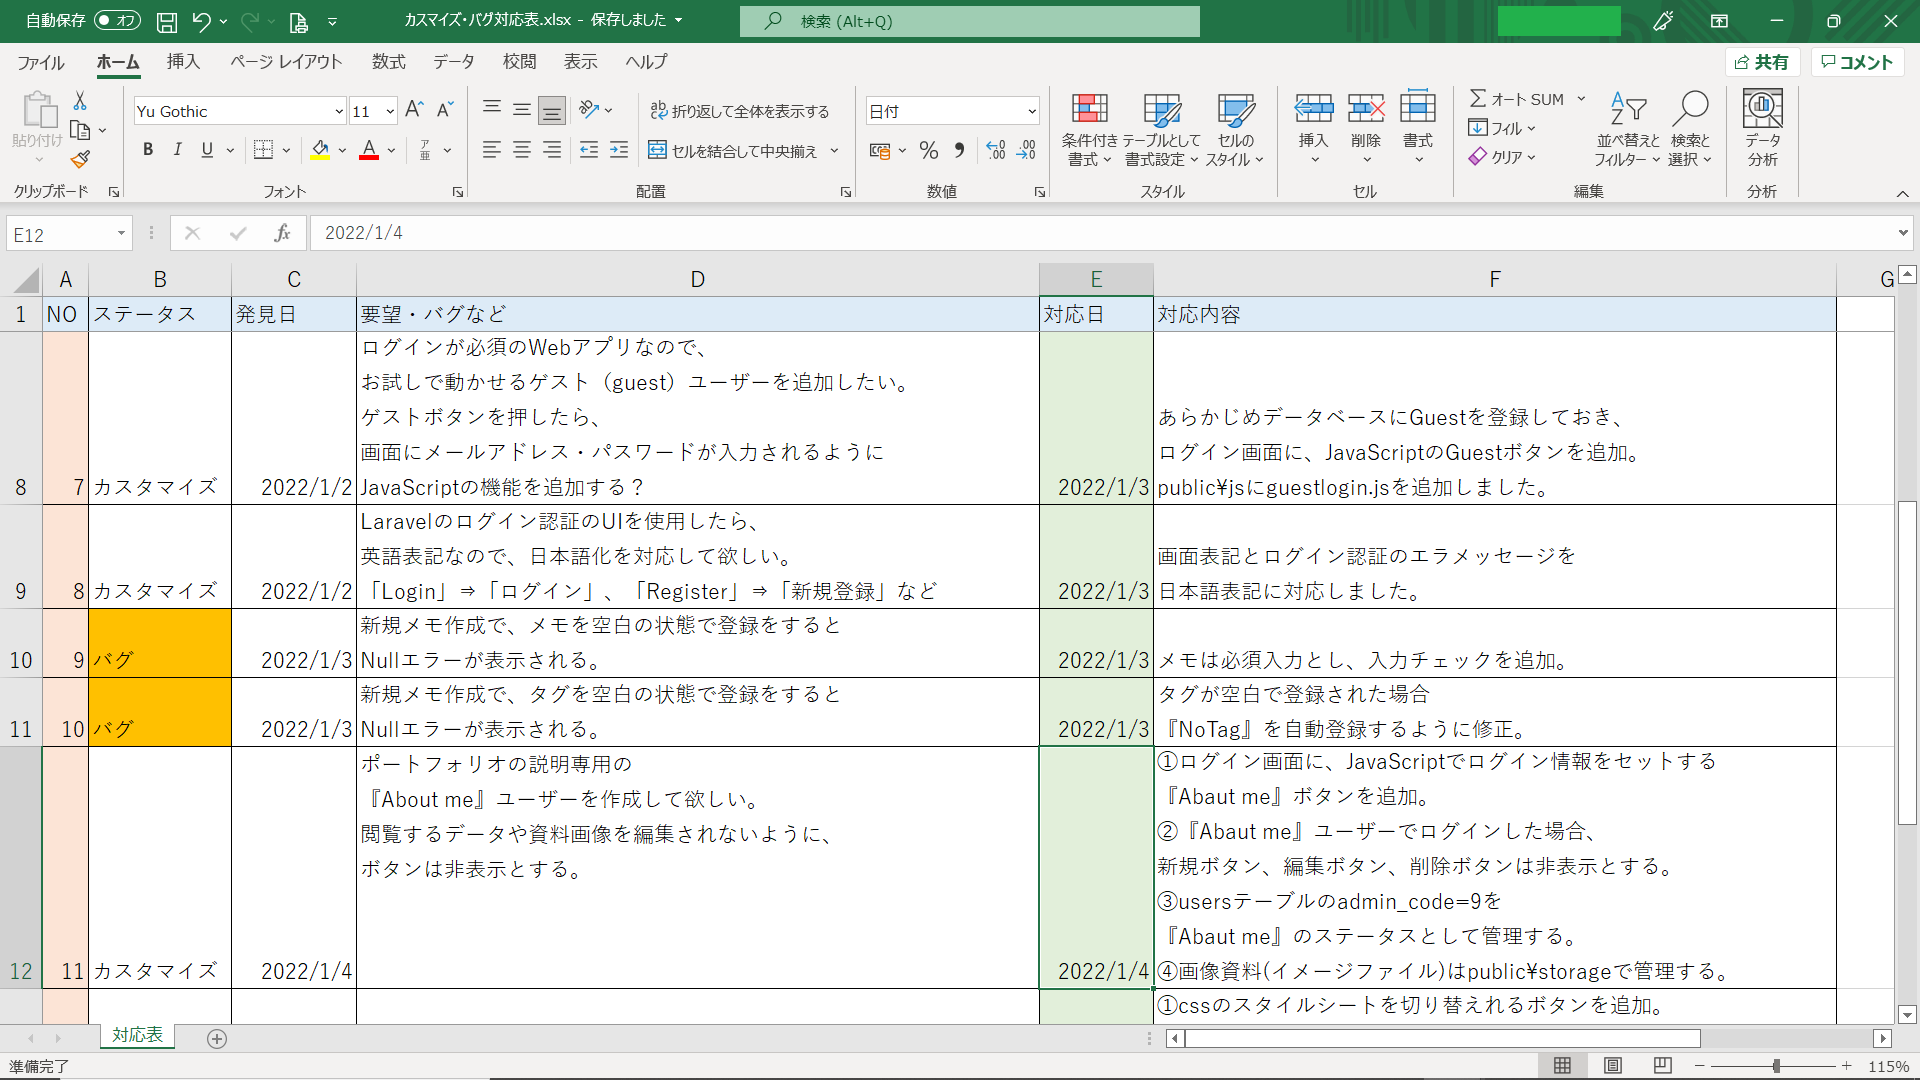 自動保存 オフ
カスマイズ・バグ対応表.xlsx - 保存しました
検索 (Alt+Q)
ファイル ホーム 挿入 ページ レイアウト 数式 データ 校閲 表示 ヘルプ
共有 コメント
貼り付け
クリップボード
Yu Gothic 11
B I U
フォント
折り返して全体を表示する
セルを結合して中央揃え
配置
日付
数値
条件付き
書式
テーブルとして
書式設定
セルの
スタイル
スタイル
挿入 削除 書式
セル
オート SUM
フィル
クリア
並べ替えと
フィルター
検索と
選択
編集
データ
分析
分析
E12
fx
2022/1/4
A B C D E F G
1 NO ステータス 発見日 要望・バグなど 対応日 対応内容
8 7 カスタマイズ 2022/1/2
ログインが必須のWebアプリなので、
お試しで動かせるゲスト（guest）ユーザーを追加したい。
ゲストボタンを押したら、
画面にメールアドレス・パスワードが入力されるように
JavaScriptの機能を追加する？
2022/1/3
あらかじめデータベースにGuestを登録しておき、
ログイン画面に、JavaScriptのGuestボタンを追加。
public¥jsにguestlogin.jsを追加しました。
9 8 カスタマイズ 2022/1/2
Laravelのログイン認証のUIを使用したら、
英語表記なので、日本語化を対応して欲しい。
「Login」⇒「ログイン」、「Register」⇒「新規登録」など
2022/1/3
画面表記とログイン認証のエラメッセージを
日本語表記に対応しました。
10 9 バグ 2022/1/3
新規メモ作成で、メモを空白の状態で登録をすると
Nullエラーが表示される。
2022/1/3
メモは必須入力とし、入力チェックを追加。
11 10 バグ 2022/1/3
新規メモ作成で、タグを空白の状態で登録をすると
Nullエラーが表示される。
2022/1/3
タグが空白で登録された場合
『NoTag』を自動登録するように修正。
12 11 カスタマイズ 2022/1/4
ポートフォリオの説明専用の
『About me』ユーザーを作成して欲しい。
閲覧するデータや資料画像を編集されないように、
ボタンは非表示とする。
2022/1/4
①ログイン画面に、JavaScriptでログイン情報をセットする
『Abaut me』ボタンを追加。
②『Abaut me』ユーザーでログインした場合、
新規ボタン、編集ボタン、削除ボタンは非表示とする。
③usersテーブルのadmin_code=9を
『Abaut me』のステータスとして管理する。
④画像資料(イメージファイル)はpublic¥storageで管理する。
①cssのスタイルシートを切り替えれるボタンを追加。
対応表
準備完了
115%